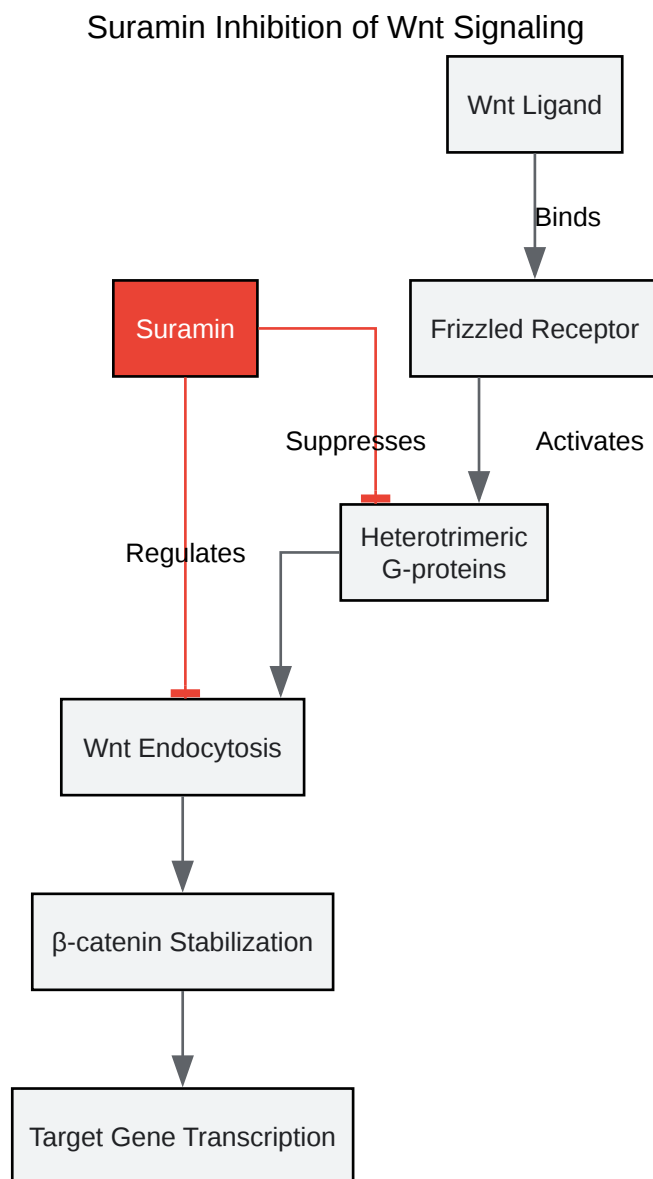 Suramin Inhibition of Wnt Signaling
Wnt Ligand
Binds
Suramin
Frizzled Receptor
Suppresses
Activates
Heterotrimeric
G-proteins
Regulates
Wnt Endocytosis
β-catenin Stabilization
Target Gene Transcription